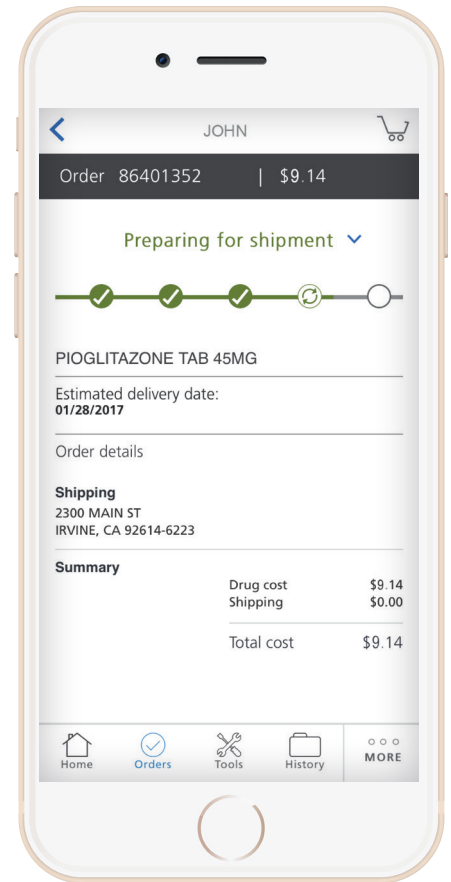 JOHN
Order 86401352 | $9.14
Preparing for shipment
PIOGLITAZONE TAB 45MG
Estimated delivery date:
01/28/2017
Order details
Shipping
2300 MAIN ST
IRVINE, CA 92614-6223
Summary
Drug cost $9.14
Shipping $0.00
Total cost $9.14
Home Orders Tools History MORE